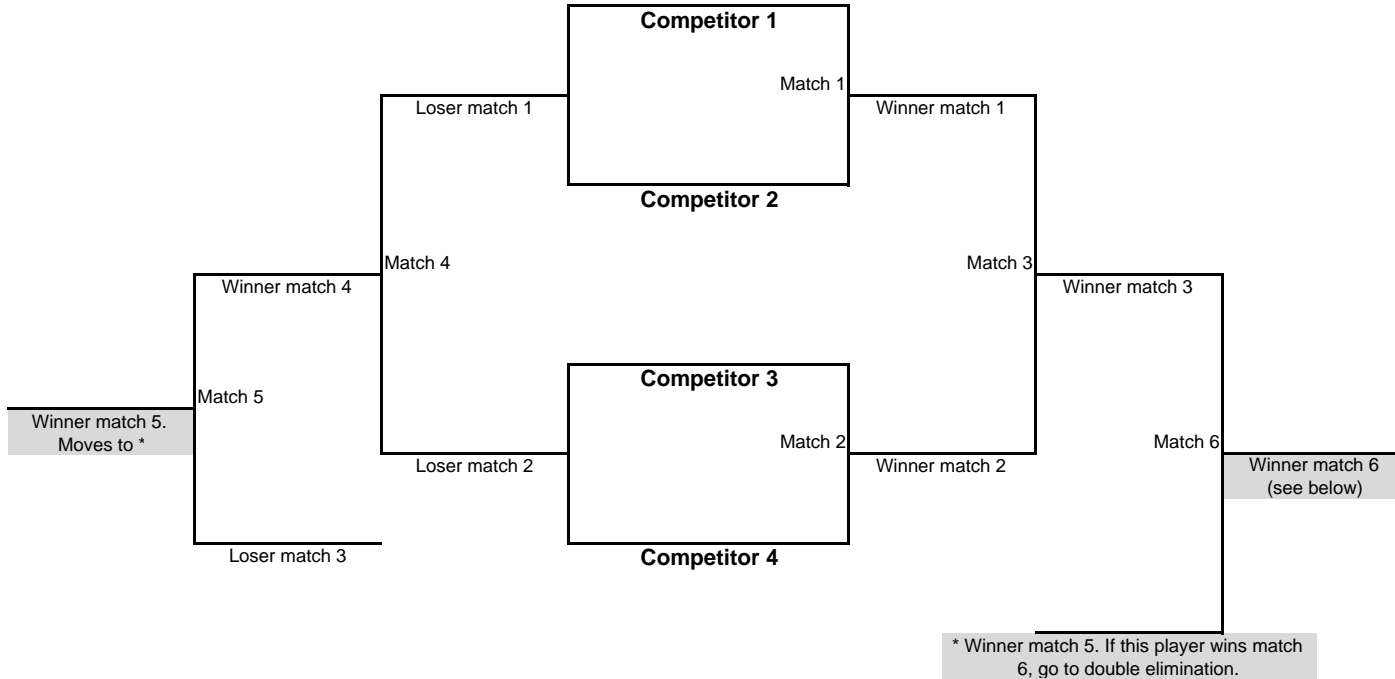 Competitor 1
Match 1
Loser match 1
Winner match 1
Competitor 2
Match 4
Match 3
Winner match 4
Winner match 3
Competitor 3
Match 5
Winner match 5.
Moves to *
Match 2
Match 6
Loser match 2
Winner match 2
Winner match 6
(see below)
Loser match 3
Competitor 4
* Winner match 5. If this player wins match
6, go to double elimination.